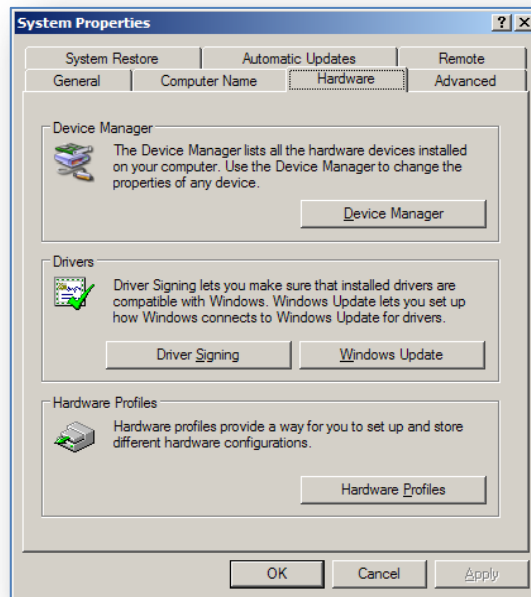 System Properties
System Restore Automatic Updates Remote
General Computer Name Hardware Advanced
Device Manager
The Device Manager lists all the hardware devices installed
on your computer. Use the Device Manager to change the
properties of any device.
Device Manager
Drivers
Driver Signing lets you make sure that installed drivers are
compatible with Windows. Windows Update lets you set up
how Windows connects to Windows Update for drivers.
Driver Signing Windows Update
Hardware Profiles
Hardware profiles provide a way for you to set up and store
different hardware configurations.
Hardware Profiles
OK Cancel Apply